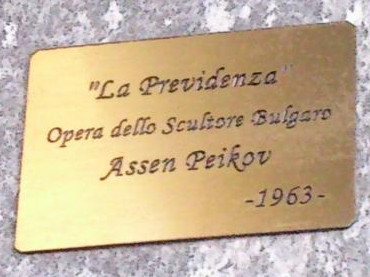 "La Previdenza"
Opera dello Scultore Bulgaro
Assen Peikov
-1963-